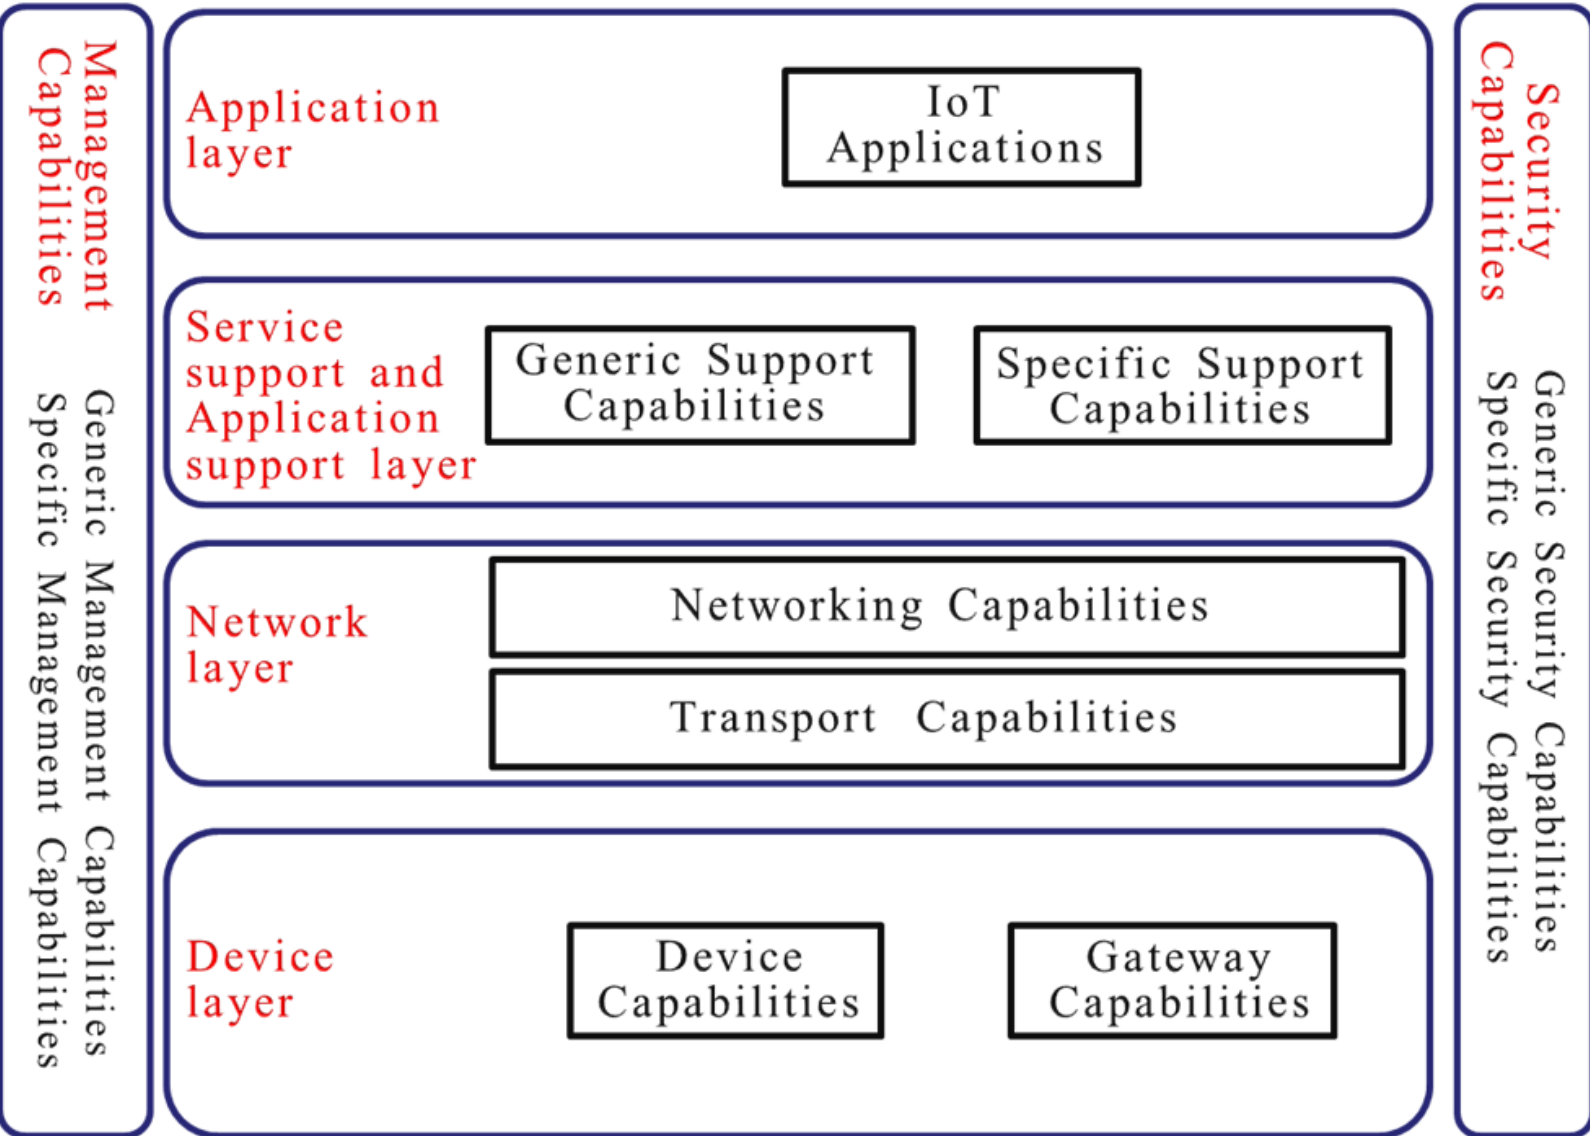 Management
Capabilities
Generic Management Capabilities
Specific Management Capabilities
Application
layer
IoT
Applications
Service
support and
Application
support layer
Generic Support
Capabilities
Specific Support
Capabilities
Network
layer
Networking Capabilities
Transport Capabilities
Device
layer
Device
Capabilities
Gateway
Capabilities
Security
Capabilities
Generic Security Capabilities
Specific Security Capabilities